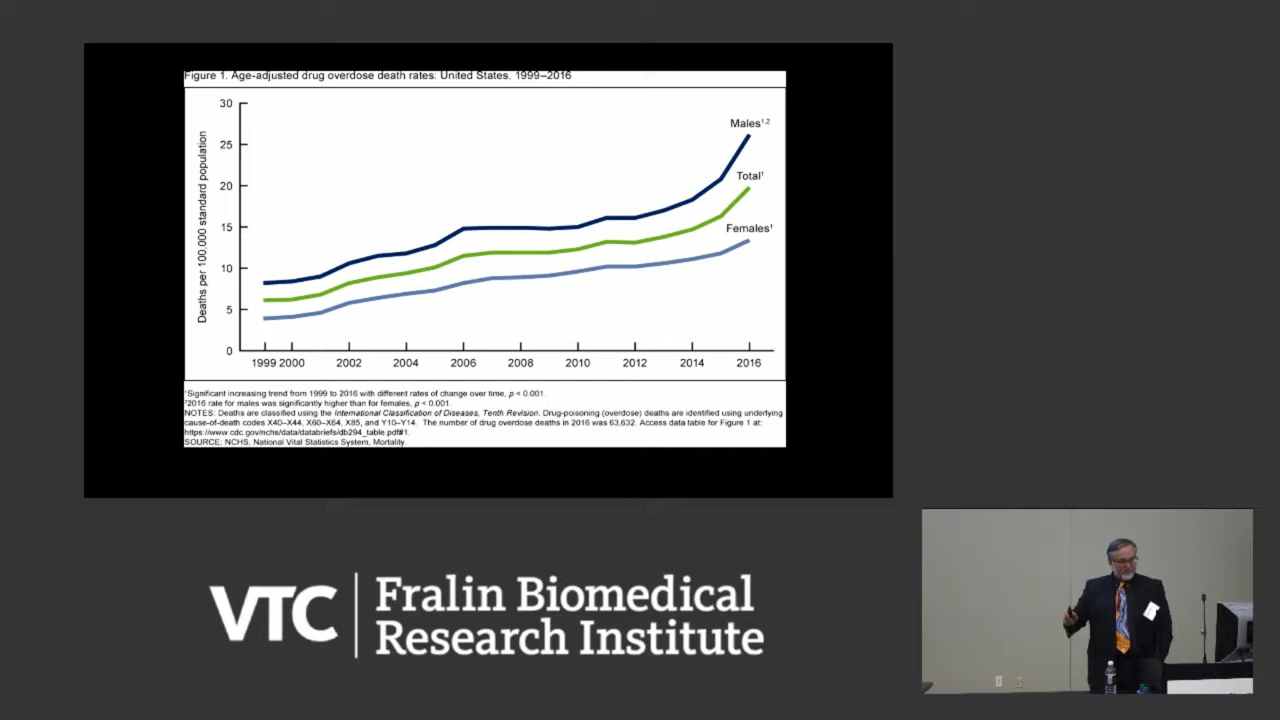 Figure 1. Age-adjusted drug overdose death rates: United States, 1999–2016
30
25
20
15
10
5
0
Deaths per 100,000 standard population
Males¹,²
Total¹
Females¹
1999 2000 2002 2004 2006 2008 2010 2012 2014 2016
¹Significant increasing trend from 1999 to 2016 with different rates of change over time, p < 0.001.
²2016 rate for males was significantly higher than for females, p < 0.001.
NOTES: Deaths are classified using the International Classification of Diseases, Tenth Revision. Drug-poisoning (overdose) deaths are identified using underlying
cause-of-death codes X40–X44, X60–X64, X85, and Y10–Y14. The number of drug overdose deaths in 2016 was 63,632. Access data table for Figure 1 at:
https://www.cdc.gov/nchs/data/databriefs/db294_table.pdf#1.
SOURCE: NCHS, National Vital Statistics System, Mortality.
VTC
Fralin Biomedical
Research Institute